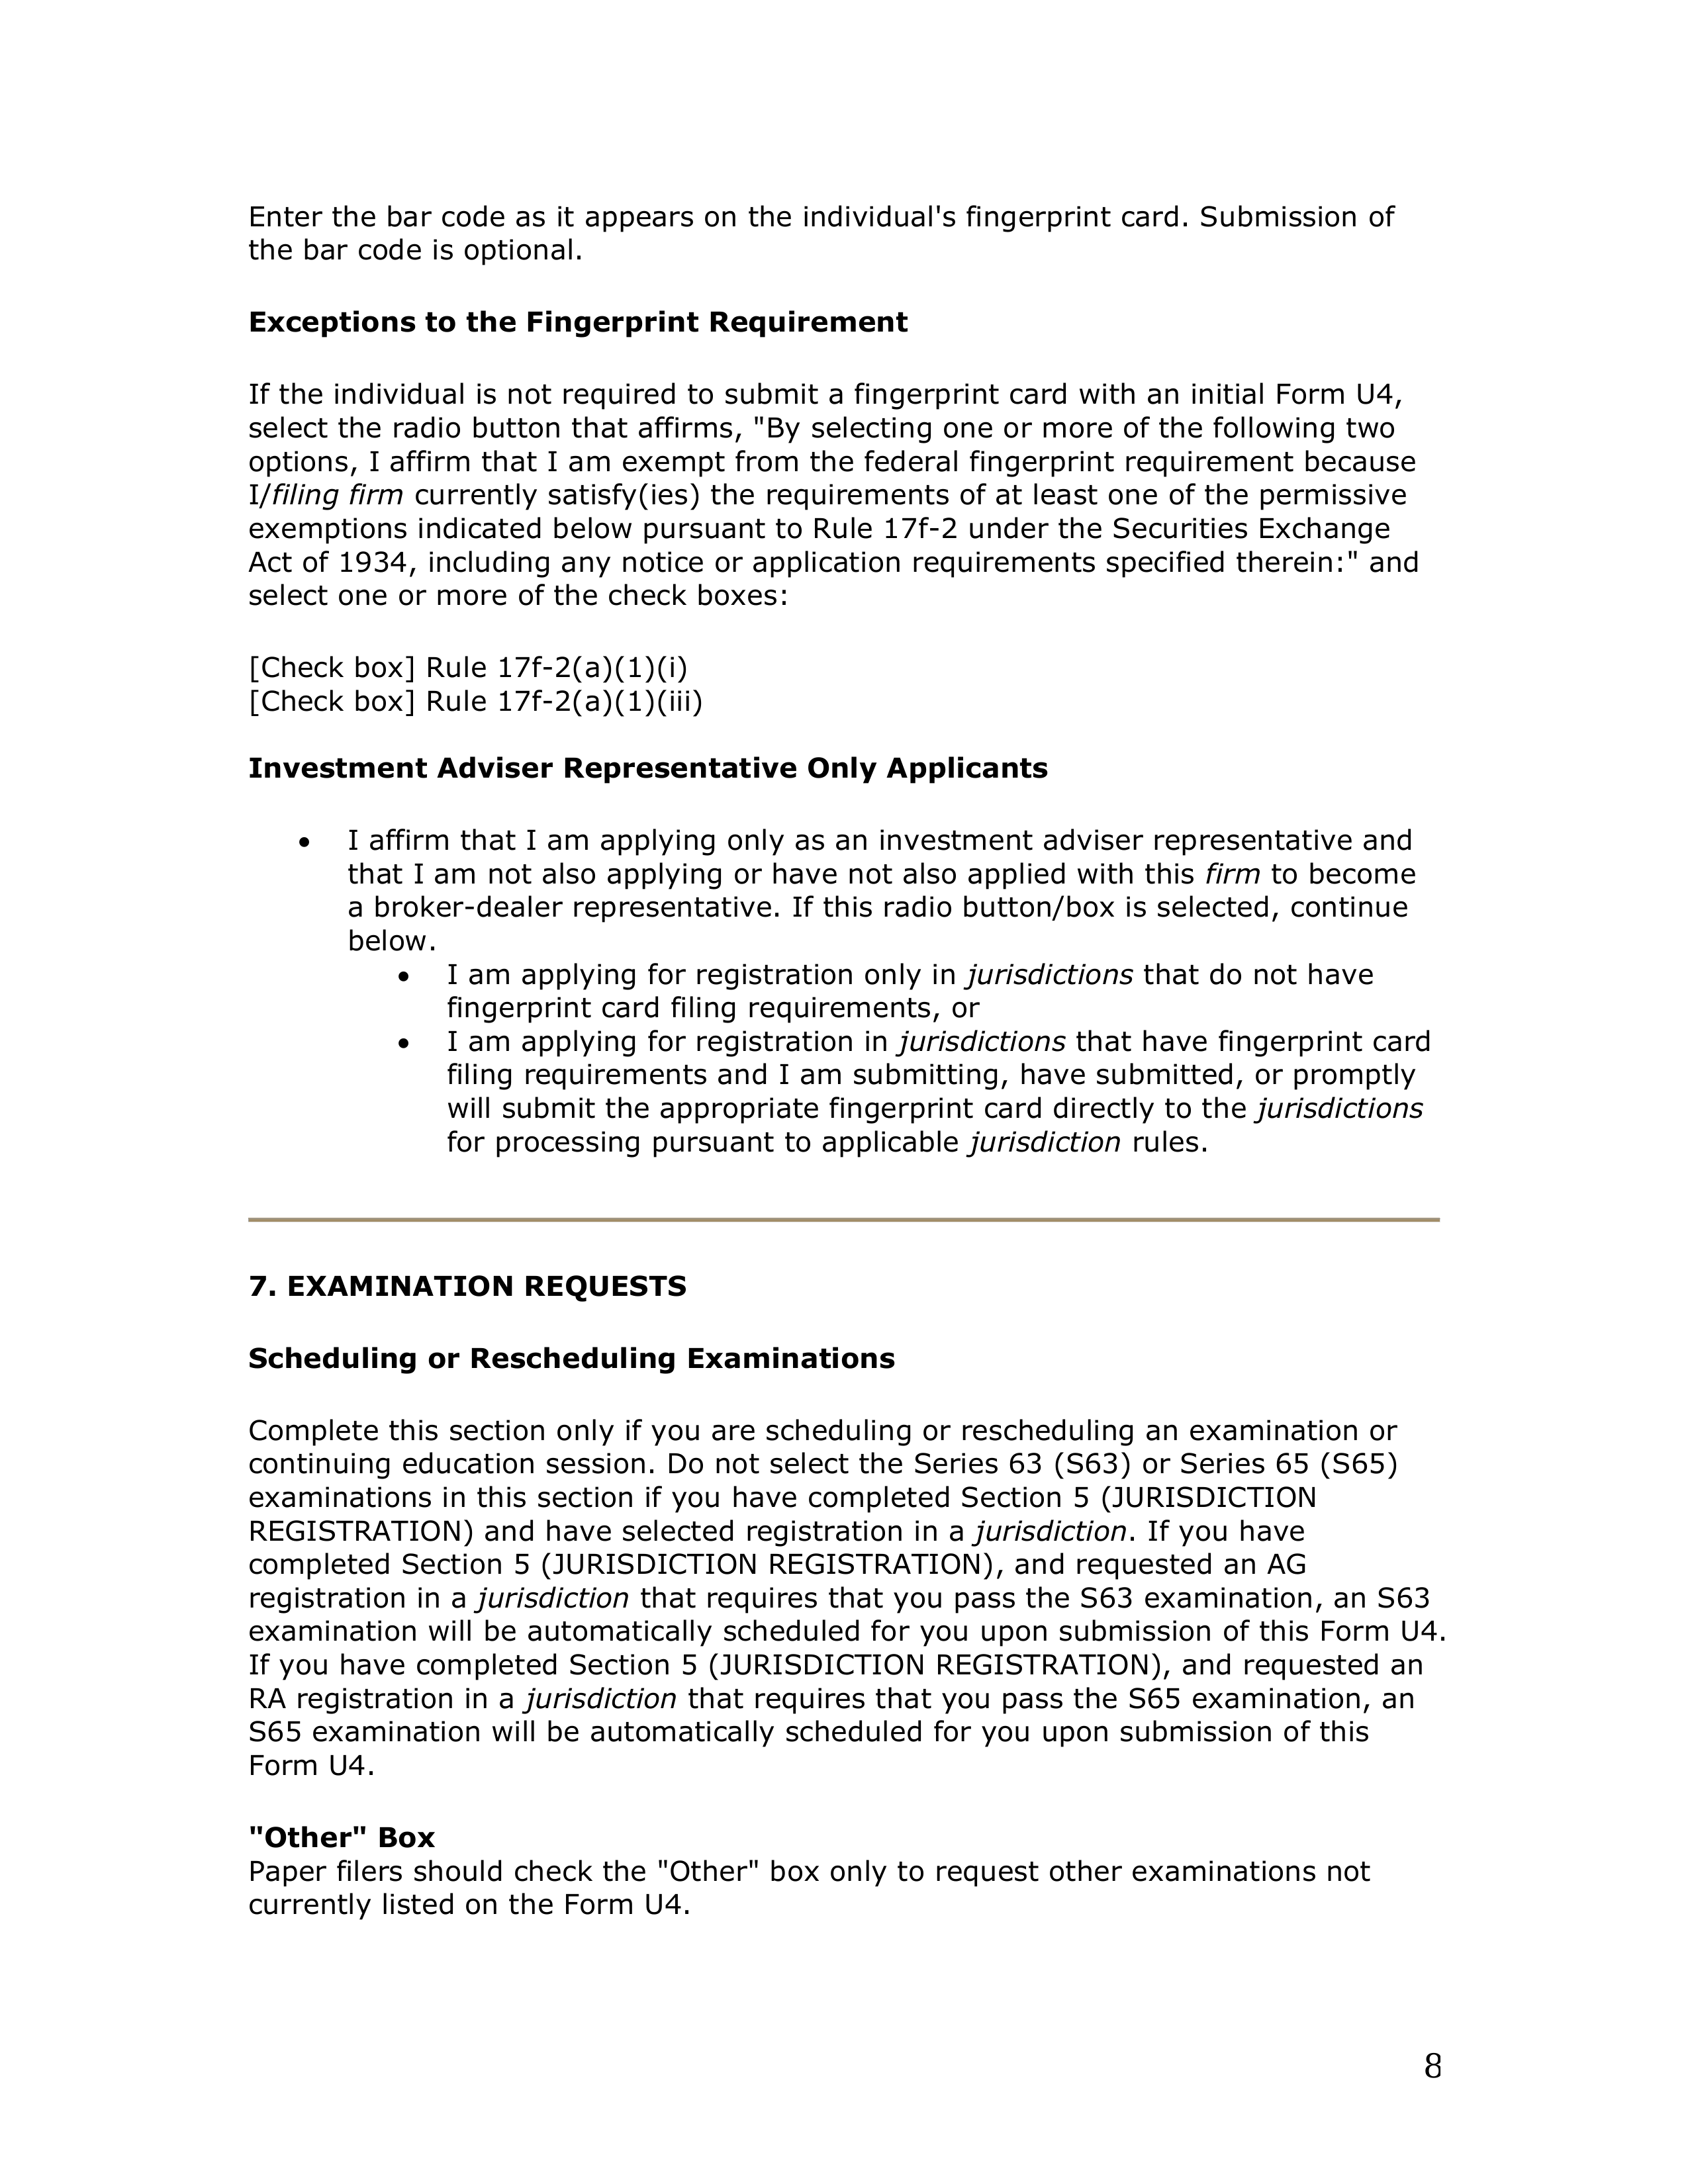 Enter the bar code as it appears on the individual's fingerprint card. Submission of
the bar code is optional.
Exceptions to the Fingerprint Requirement
If the individual is not required to submit a fingerprint card with an initial Form U4,
select the radio button that affirms, "By selecting one or more of the following two
options, I affirm that I am exempt from the federal fingerprint requirement because
I/filing firm currently satisfy(ies) the requirements of at least one of the permissive
exemptions indicated below pursuant to Rule 17f-2 under the Securities Exchange
Act of 1934, including any notice or application requirements specified therein:" and
select one or more of the check boxes:
[Check box] Rule 17f-2(a)(1)(i)
[Check box] Rule 17f-2(a)(1)(iii)
Investment Adviser Representative Only Applicants
• I affirm that I am applying only as an investment adviser representative and
that I am not also applying or have not also applied with this firm to become
a broker-dealer representative. If this radio button/box is selected, continue
below.
• I am applying for registration only in jurisdictions that do not have
fingerprint card filing requirements, or
• I am applying for registration in jurisdictions that have fingerprint card
filing requirements and I am submitting, have submitted, or promptly
will submit the appropriate fingerprint card directly to the jurisdictions
for processing pursuant to applicable jurisdiction rules.
7. EXAMINATION REQUESTS
Scheduling or Rescheduling Examinations
Complete this section only if you are scheduling or rescheduling an examination or
continuing education session. Do not select the Series 63 (S63) or Series 65 (S65)
examinations in this section if you have completed Section 5 (JURISDICTION
REGISTRATION) and have selected registration in a jurisdiction. If you have
completed Section 5 (JURISDICTION REGISTRATION), and requested an AG
registration in a jurisdiction that requires that you pass the S63 examination, an S63
examination will be automatically scheduled for you upon submission of this Form U4.
If you have completed Section 5 (JURISDICTION REGISTRATION), and requested an
RA registration in a jurisdiction that requires that you pass the S65 examination, an
S65 examination will be automatically scheduled for you upon submission of this
Form U4.
"Other" Box
Paper filers should check the "Other" box only to request other examinations not
currently listed on the Form U4.
8